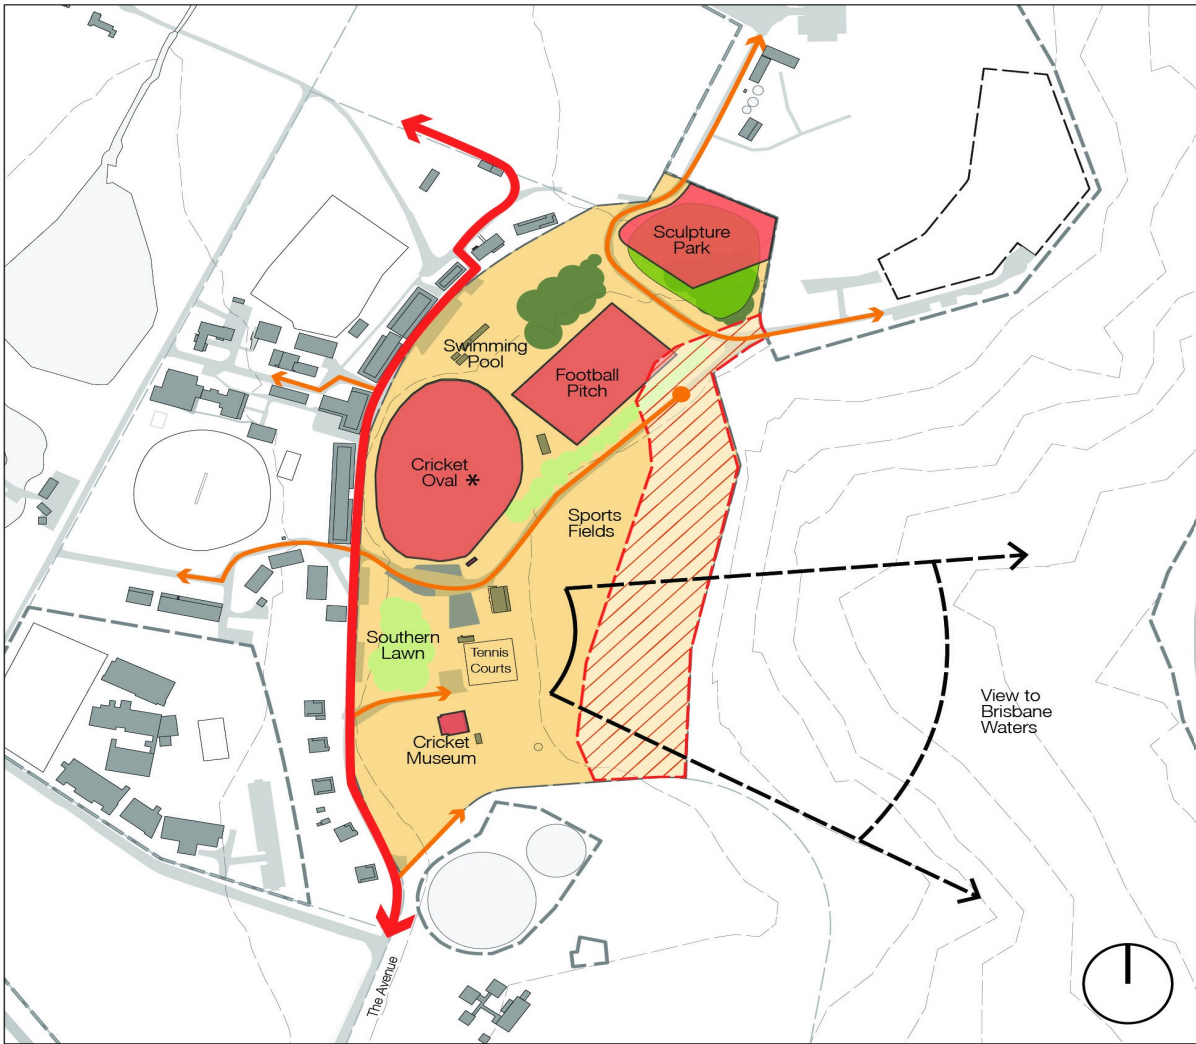 Sculpture
Park
Swimming
Pool
Football
Pitch
Cricket
Oval *
Sports
Fields
Southern
Lawn
Tennis
Courts
View to
Brisbane
Waters
Cricket
Museum
The Avenue